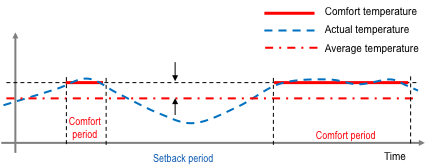 Comfort temperature
Actual temperature
Average temperature
Comfort
period
Comfort period
Time
Setback period